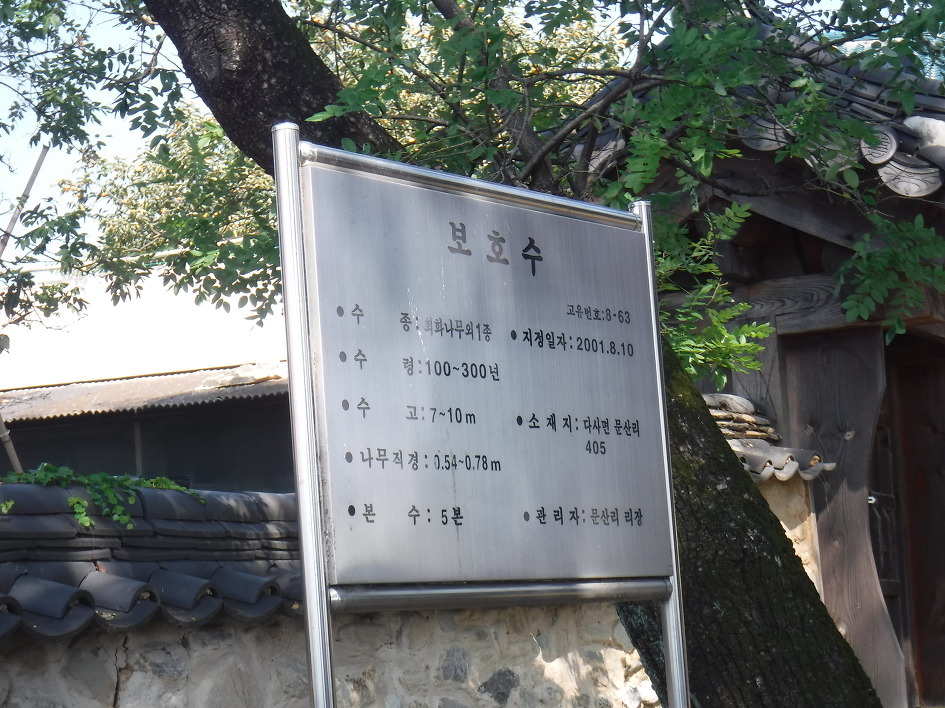 보호수
고유번호:8-63
●수 종:회화나무외1종 ●지정일자:2001.8.10
●수 령:100~300년
●수 고:7~10m ●소재지:다사면 문산리
405
●나무직경:0.54~0.78m
●본 수:5본 ●관리자:문산리 리장